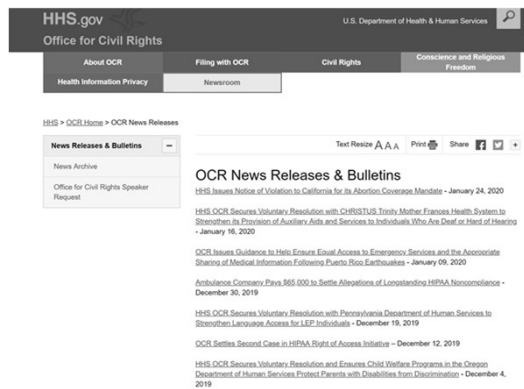 HHS.gov
U.S. Department of Health & Human Services
Office for Civil Rights
About OCR
Filing with OCR
Civil Rights
Conscience and Religious
Freedom
Health Information Privacy
Newsroom
HHS > OCR Home > OCR News Releases
News Releases & Bulletins
News Archive
Office for Civil Rights Speaker
Request
Text Resize A A A
Print
Share
OCR News Releases & Bulletins
HHS Issues Notice of Violation to California for its Abortion Coverage Mandate - January 24, 2020
HHS OCR Secures Voluntary Resolution with CHRISTUS Trinity Mother Frances Health System to
Strengthen its Provision of Auxiliary Aids and Services to Individuals Who Are Deaf or Hard of Hearing
- January 16, 2020
OCR Issues Guidance to Help Ensure Equal Access to Emergency Services and the Appropriate
Sharing of Medical Information Following Puerto Rico Earthquakes - January 09, 2020
Ambulance Company Pays $65,000 to Settle Allegations of Longstanding HIPAA Noncompliance -
December 30, 2019
HHS OCR Secures Voluntary Resolution with Pennsylvania Department of Human Services to
Strengthen Language Access for LEP Individuals - December 19, 2019
OCR Settles Second Case in HIPAA Right of Access Initiative – December 12, 2019
HHS OCR Secures Voluntary Resolution and Ensures Child Welfare Programs in the Oregon
Department of Human Services Protect Parents with Disabilities from Discrimination - December 4,
2019